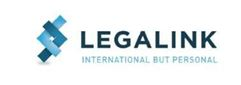 LEGALINK
INTERNATIONAL BUT PERSONAL